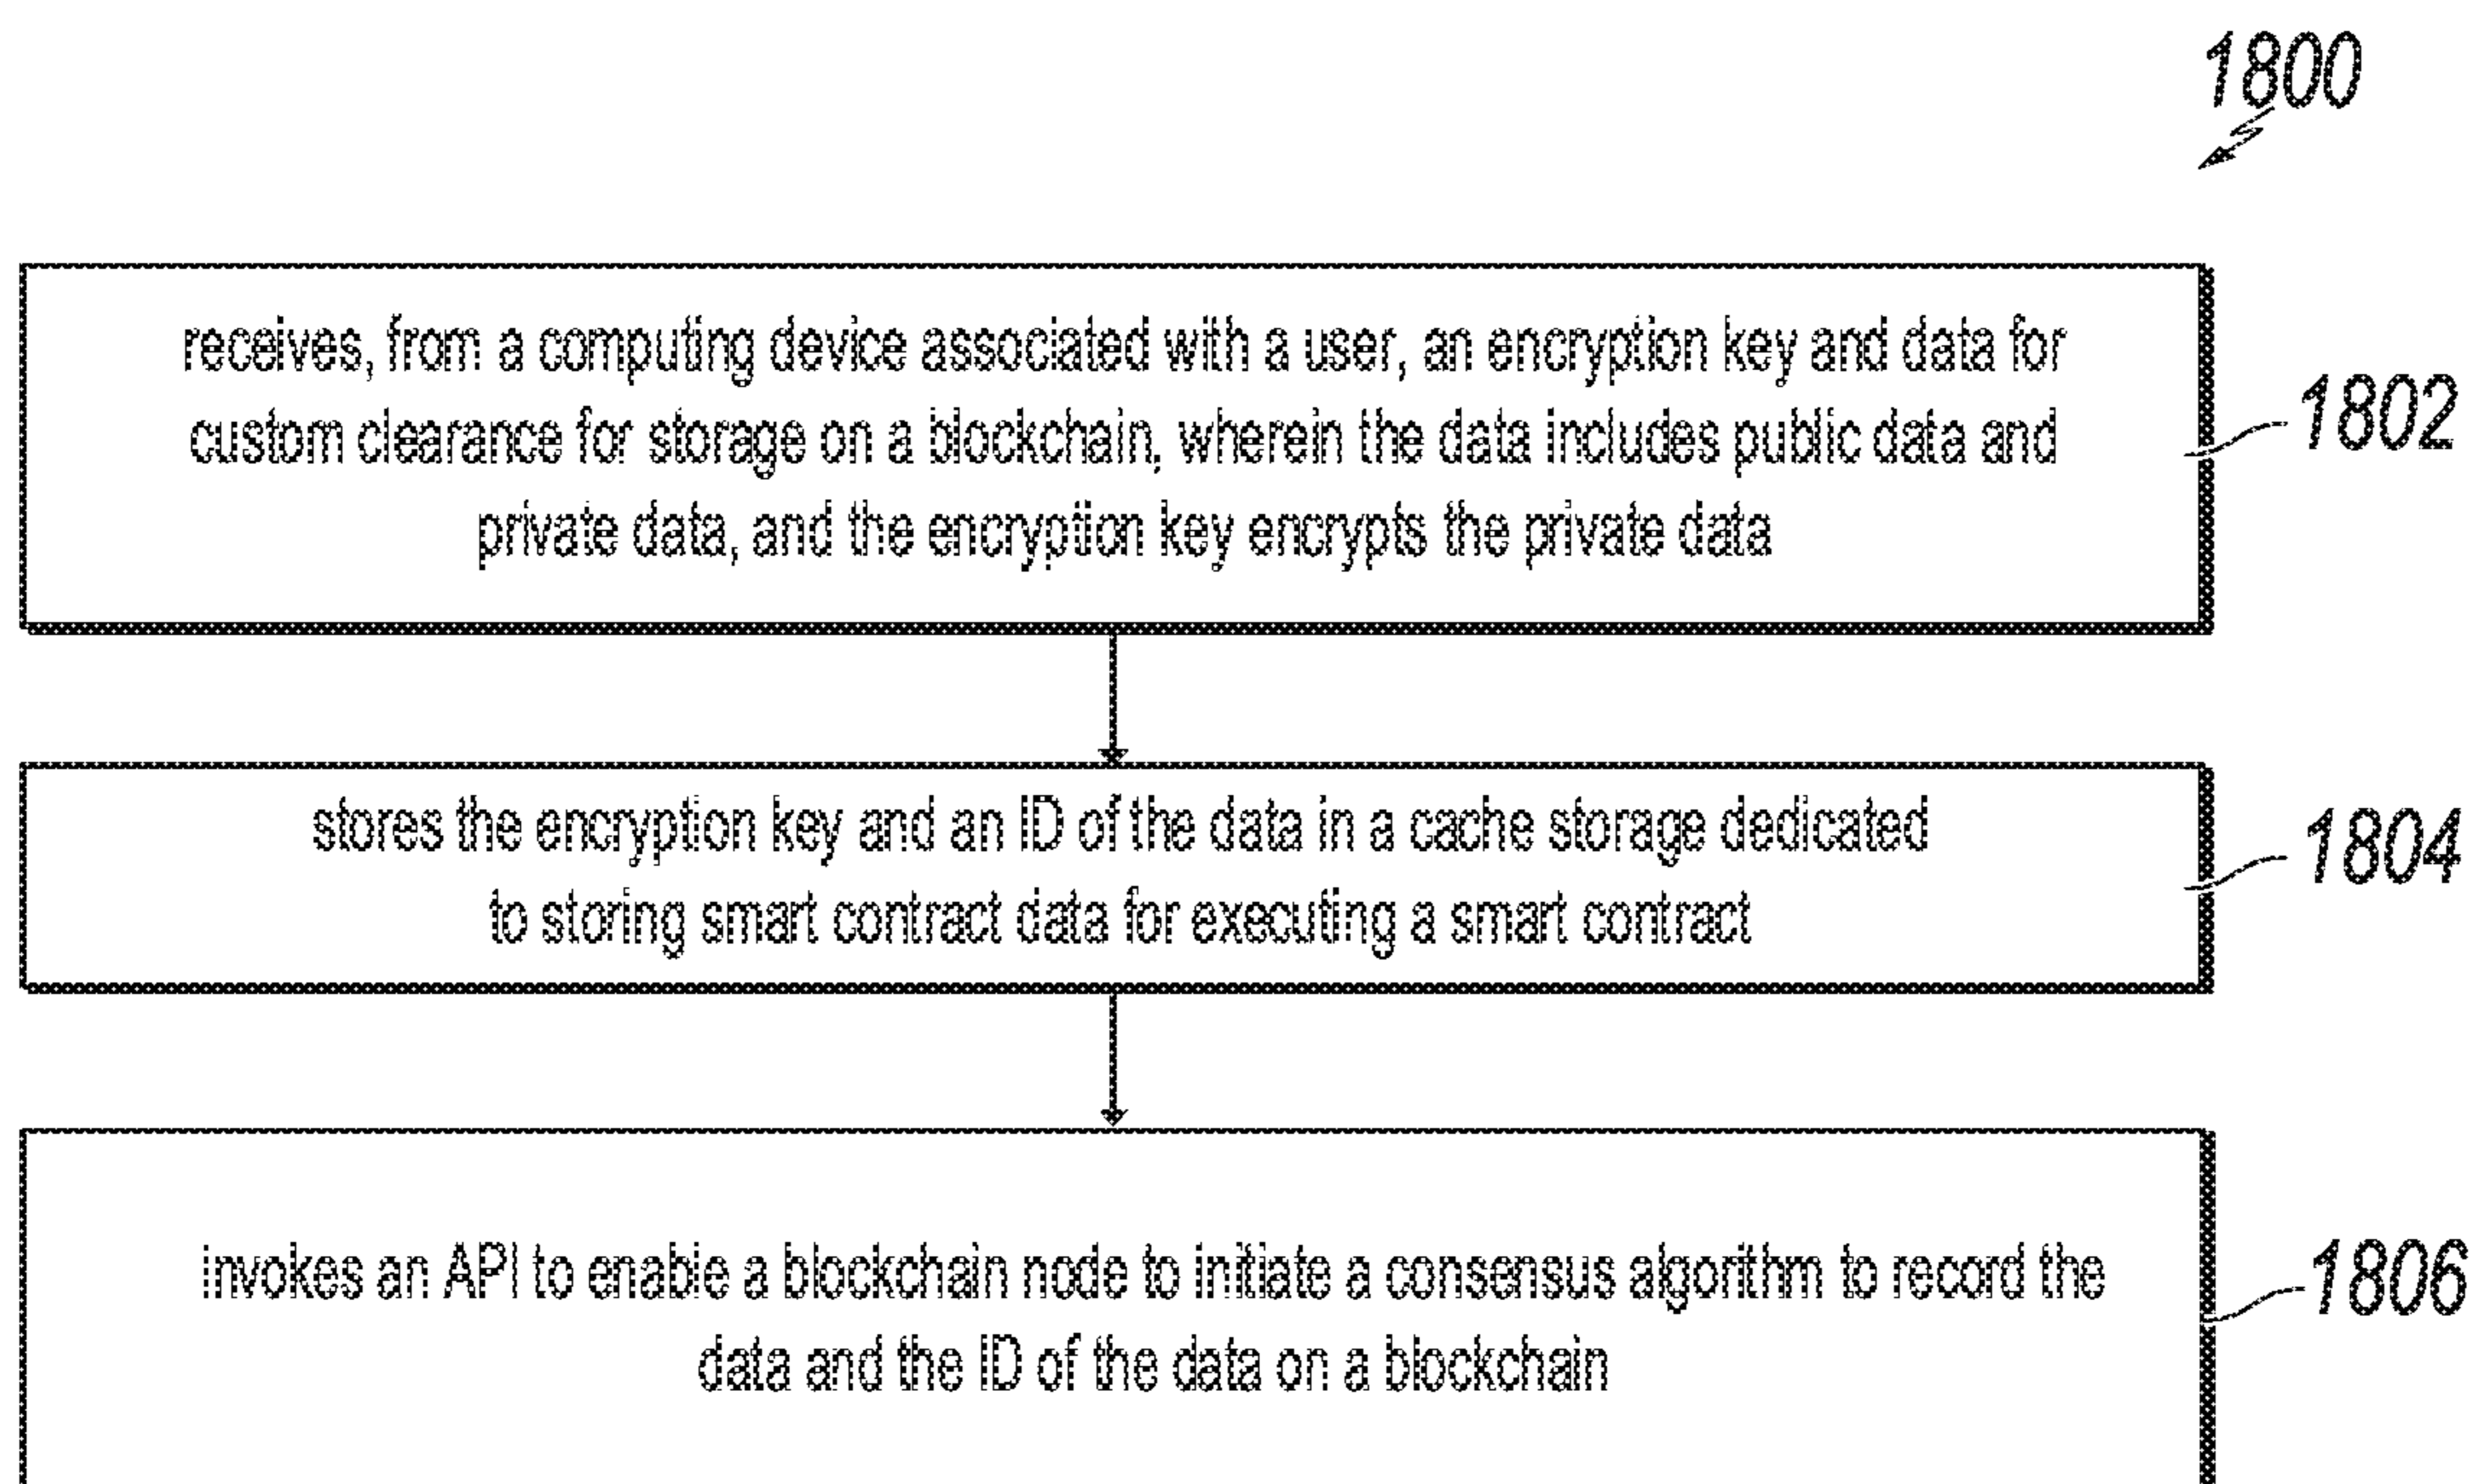 1800
receives, from a computing device associated with a user, an encryption key and data for
custom clearance for storage on a blockchain, wherein the data includes public data and
private data, and the encryption key encrypts the private data
1802
stores the encryption key and an ID of the data in a cache storage dedicated
to storing smart contract data for executing a smart contract
1804
invokes an API to enable a blockchain node to initiate a consensus algorithm to record the
data and the ID of the data on a blockchain
1806